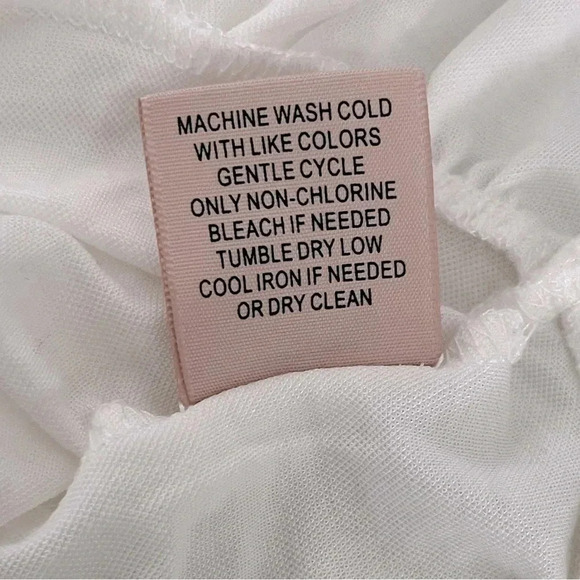 MACHINE WASH COLD
WITH LIKE COLORS
GENTLE CYCLE
ONLY NON-CHLORINE
BLEACH IF NEEDED
TUMBLE DRY LOW
COOL IRON IF NEEDED
OR DRY CLEAN